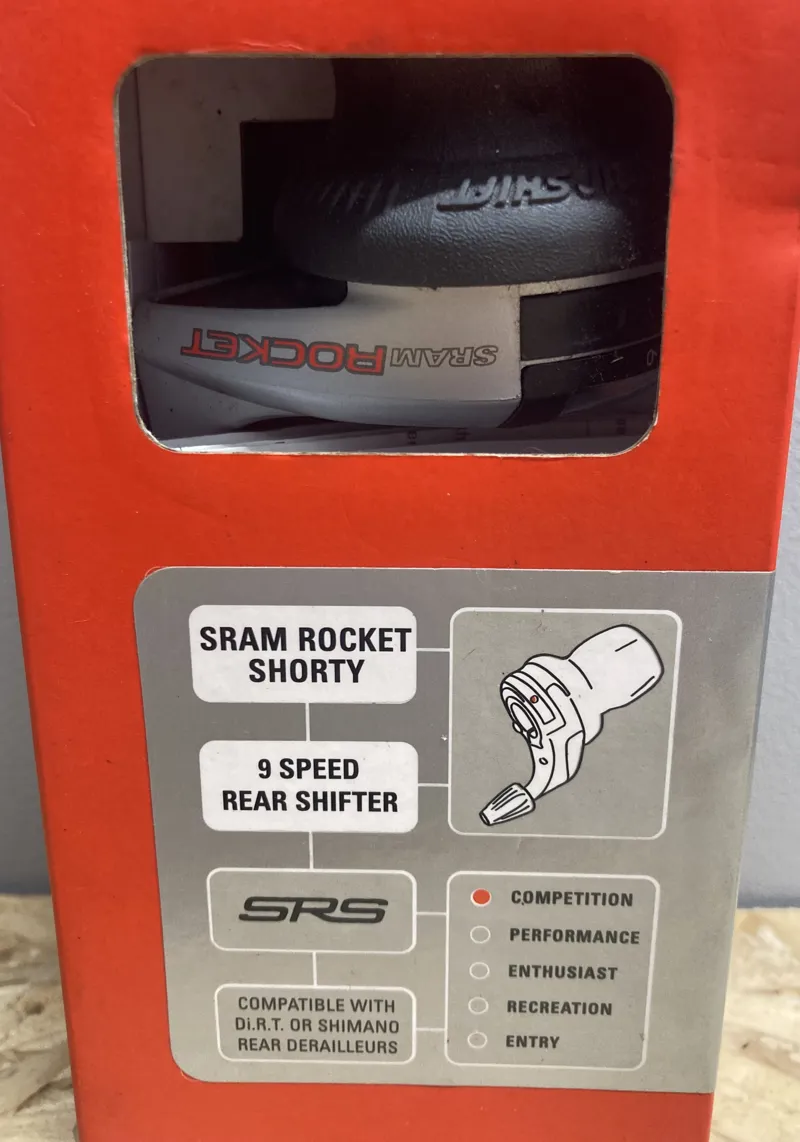 SHiFT
SRAM ROCKET
SRAM ROCKET
SHORTY
9 SPEED
REAR SHIFTER
SRS
COMPETITION
PERFORMANCE
ENTHUSIAST
RECREATION
ENTRY
COMPATIBLE WITH
Di.R.T. OR SHIMANO
REAR DERAILLEURS